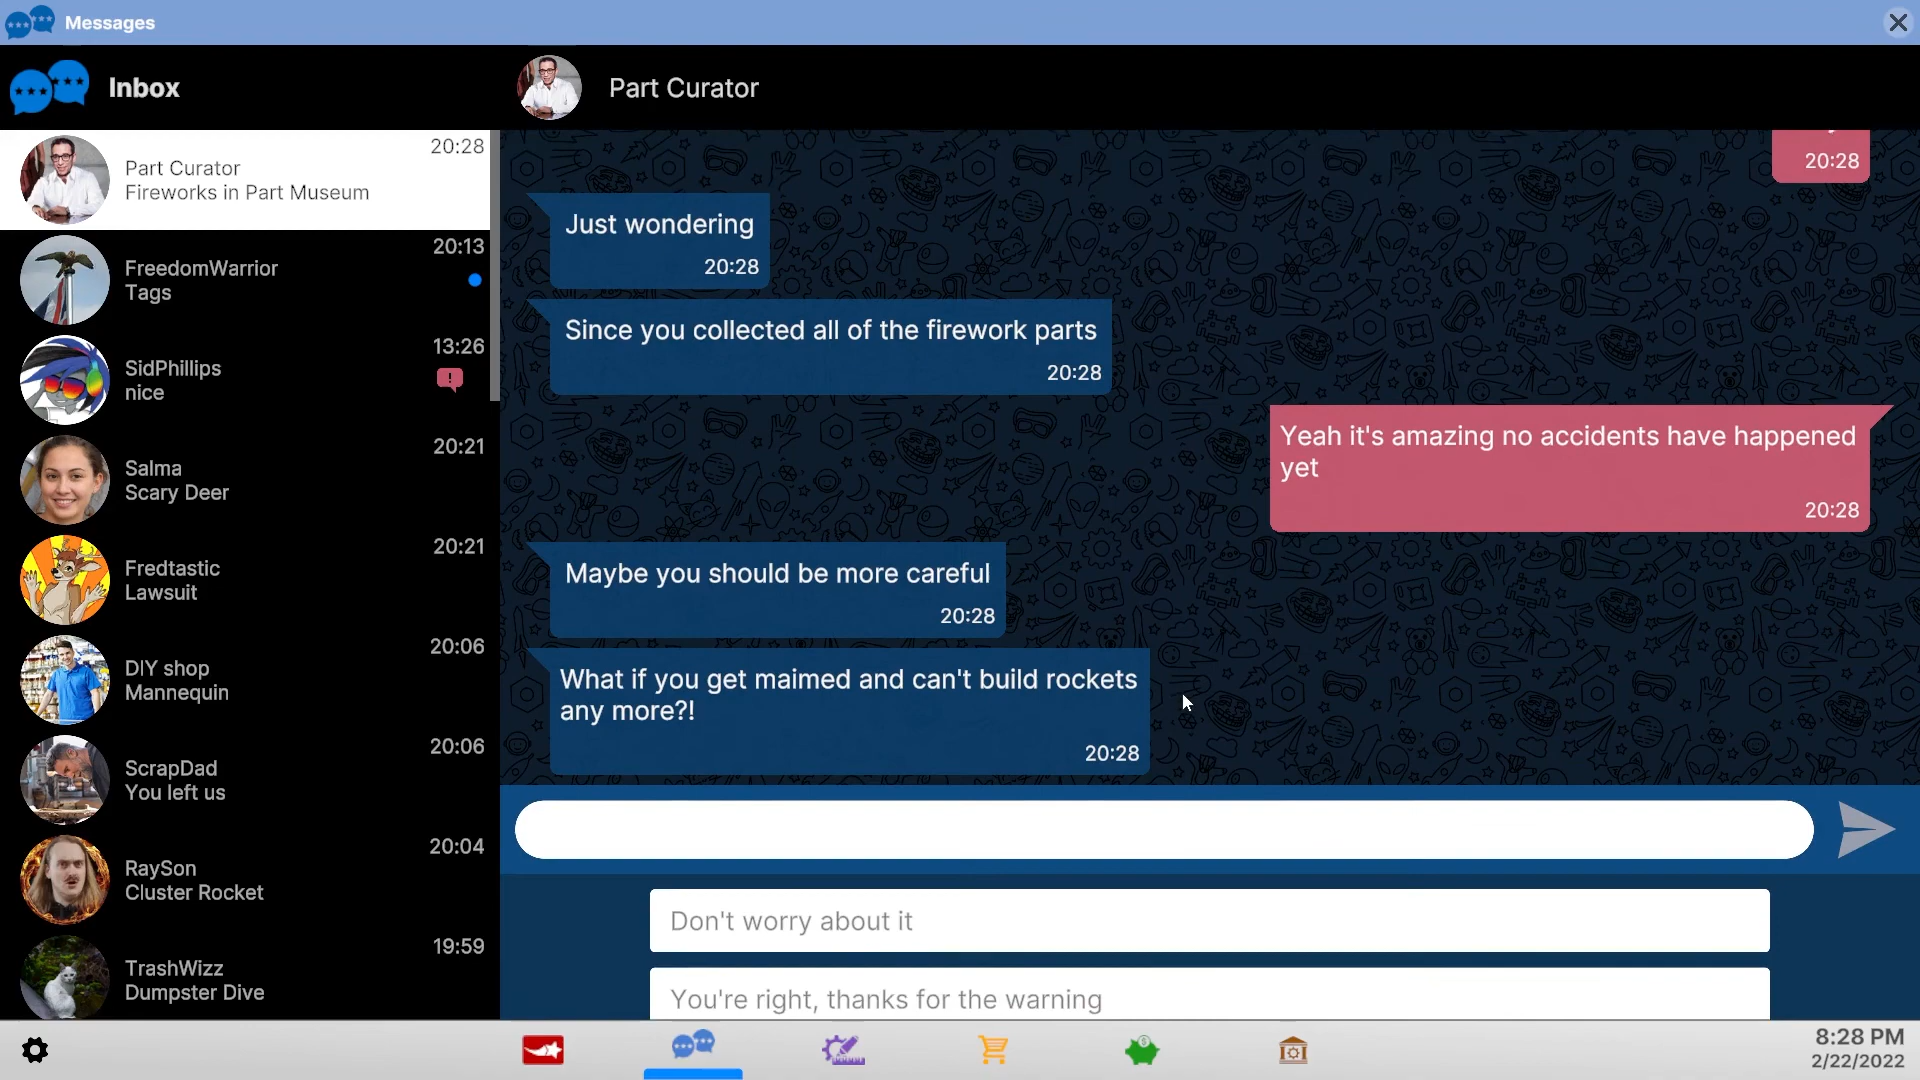 Messages
Inbox
Part Curator
20:28
Part Curator
Fireworks in Part Museum
20:13
FreedomWarrior
Tags
13:26
SidPhillips
nice
20:21
Salma
Scary Deer
20:21
Fredtastic
Lawsuit
20:06
DIY shop
Mannequin
20:06
ScrapDad
You left us
20:04
RaySon
Cluster Rocket
19:59
TrashWizz
Dumpster Dive
20:28
Just wondering
20:28
Since you collected all of the firework parts
20:28
Yeah it's amazing no accidents have happened
yet
20:28
Maybe you should be more careful
20:28
What if you get maimed and can't build rockets
any more?!
20:28
Don't worry about it
You're right, thanks for the warning
8:28 PM
2/22/2022